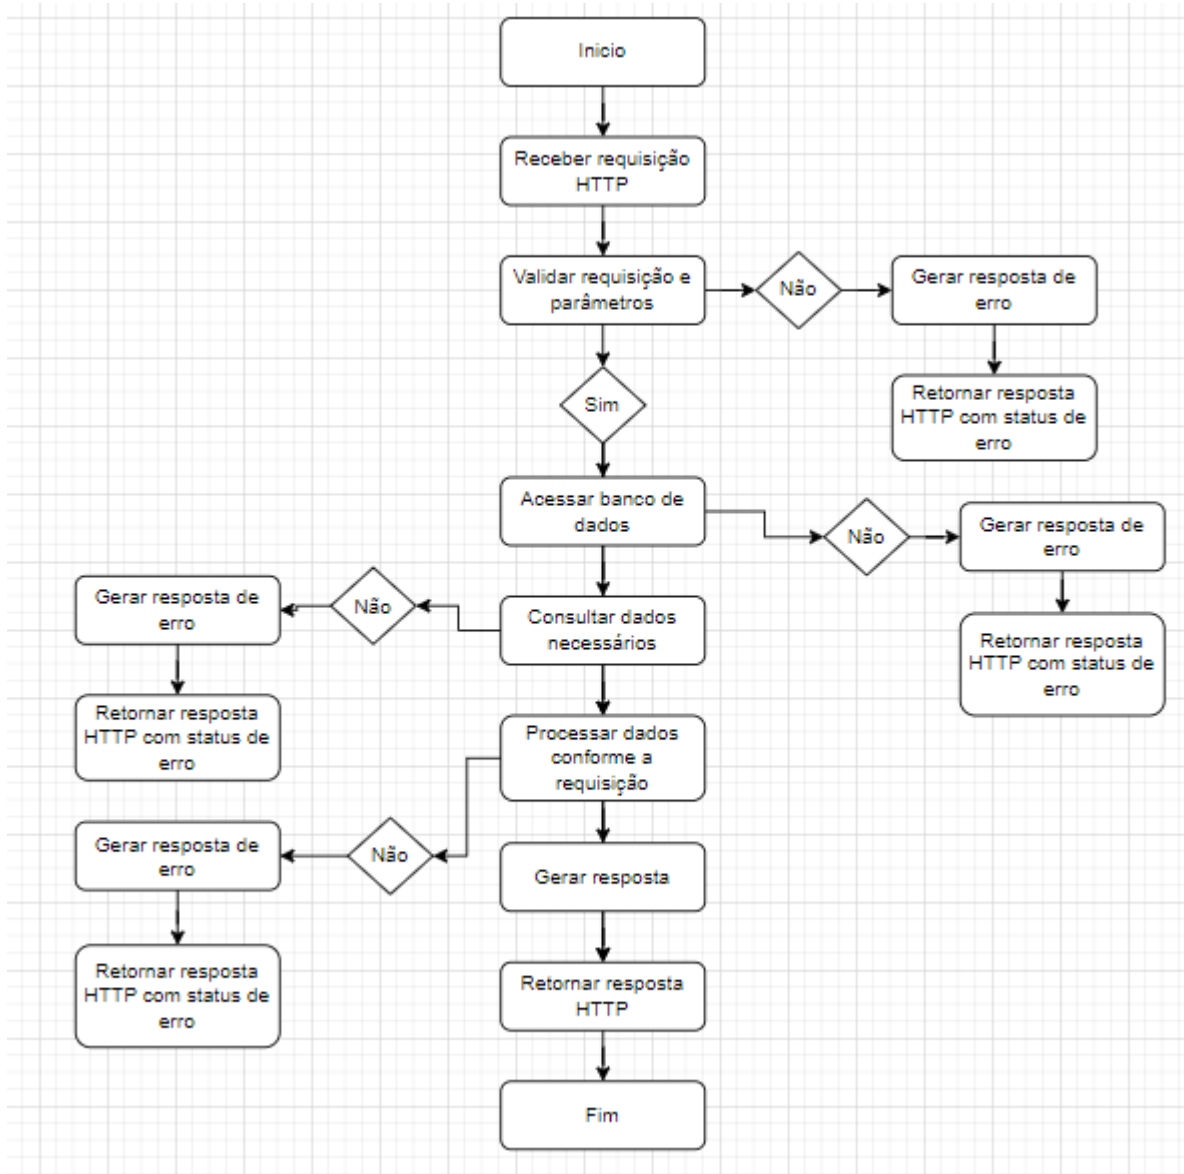 Inicio
Receber requisição
HTTP
Validar requisição e
parâmetros
Não
Gerar resposta de
erro
Retornar resposta
HTTP com status de
erro
Sim
Acessar banco de
dados
Não
Gerar resposta de
erro
Retornar resposta
HTTP com status de
erro
Consultar dados
necessários
Não
Gerar resposta de
erro
Retornar resposta
HTTP com status de
erro
Processar dados
conforme a
requisição
Não
Gerar resposta de
erro
Retornar resposta
HTTP com status de
erro
Gerar resposta
Retornar resposta
HTTP
Fim